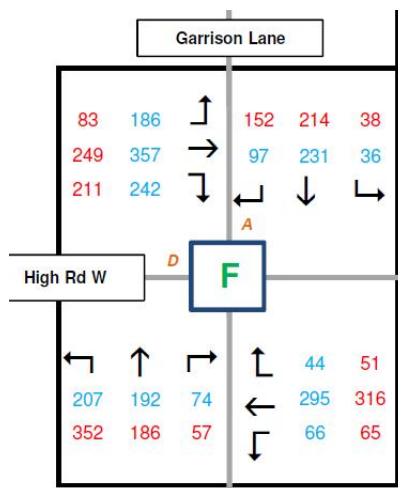 Garrison Lane
83 186 152 214 38
249 357 97 231 36
211 242
A
D
High Rd W
F
44 51
207 192 74 295 316
352 186 57 66 65